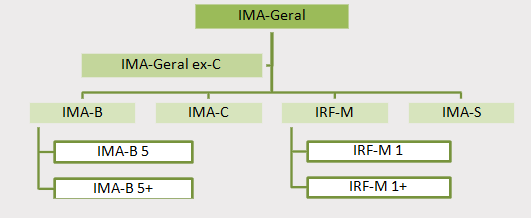 IMA-Geral
IMA-Geral ex-C
IMA-B
IMA-C
IRF-M
IMA-S
IMA-B 5
IRF-M 1
IMA-B 5+
IRF-M 1+